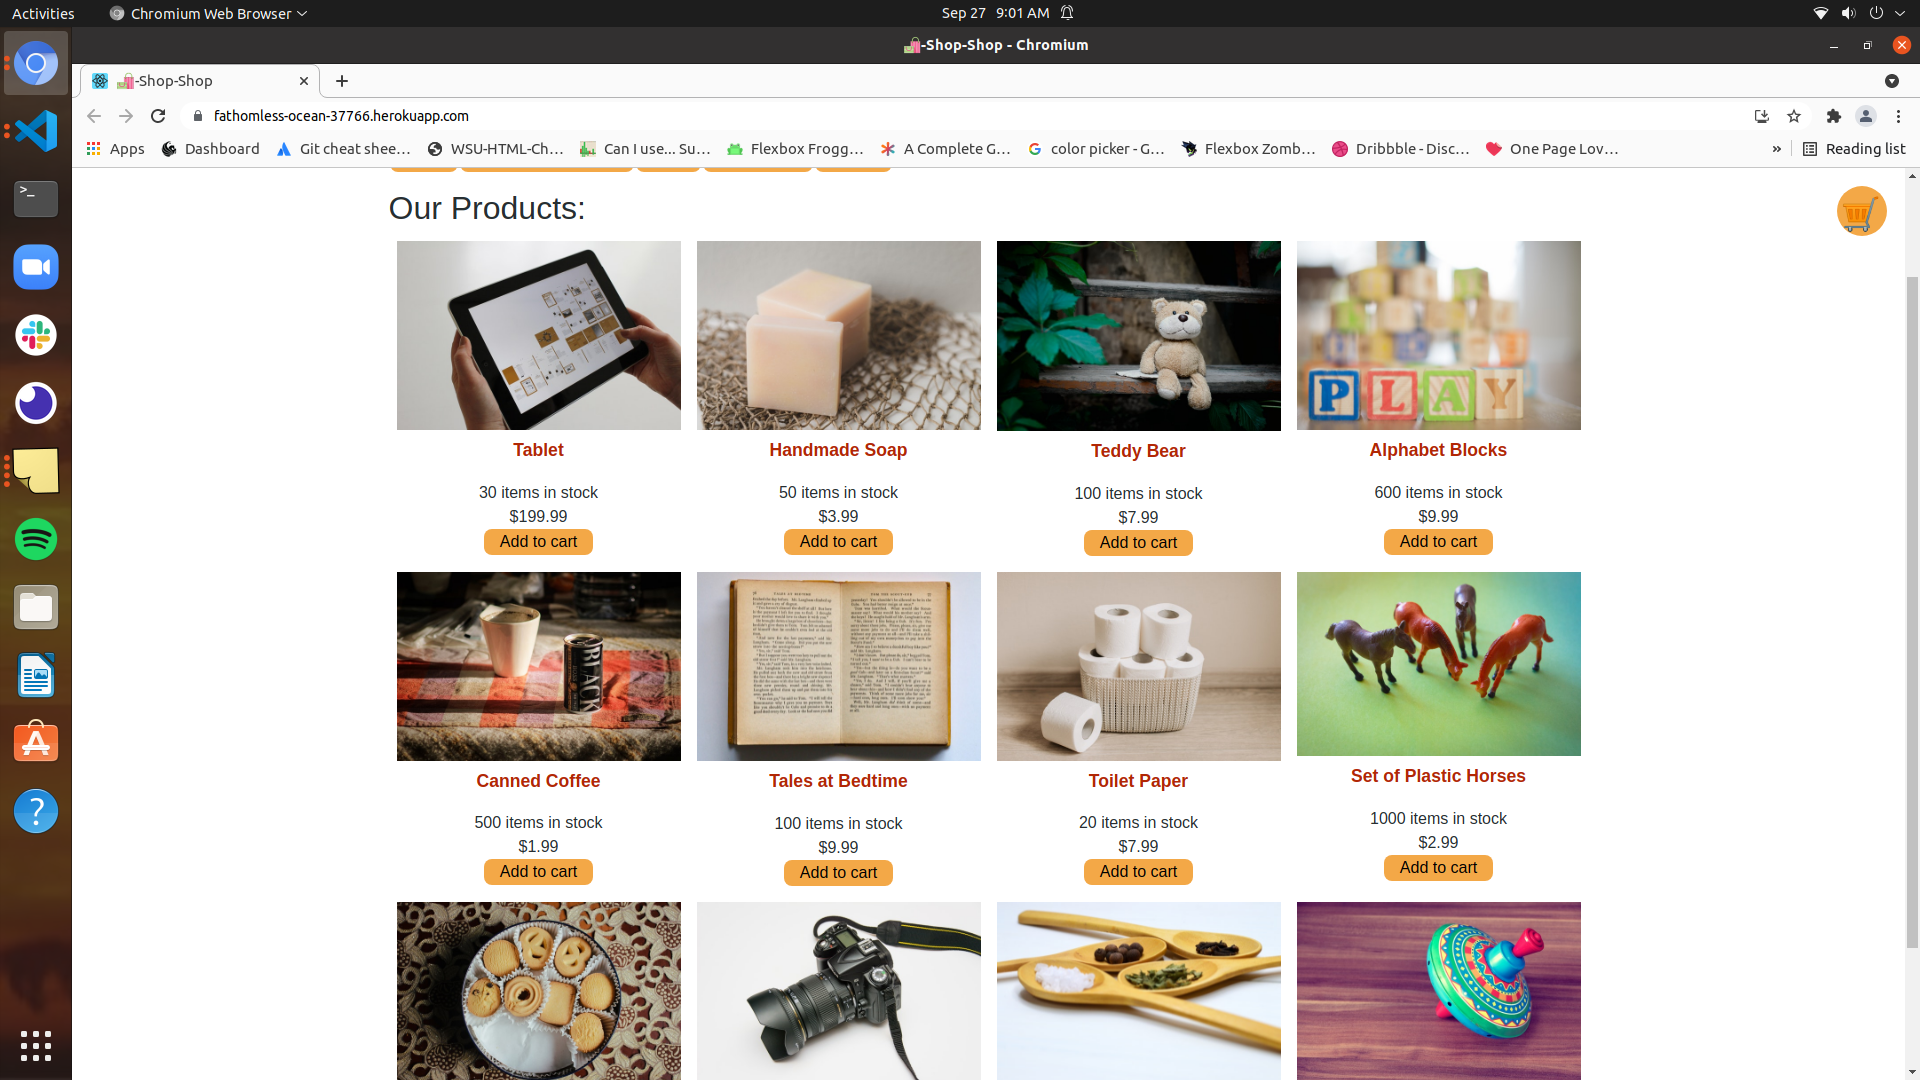 Activities
Chromium Web Browser
Sep 27 9:01 AM
-Shop-Shop - Chromium
-Shop-Shop
fathomless-ocean-37766.herokuapp.com
Apps
Dashboard
Git cheat shee...
WSU-HTML-Ch...
Can I use... Su...
Flexbox Frogg...
A Complete G...
color picker - G...
Flexbox Zomb...
Dribbble - Disc...
One Page Lov...
»
Reading list
Our Products:
PLAY
Tablet
30 items in stock
$199.99
Add to cart
Handmade Soap
50 items in stock
$3.99
Add to cart
Teddy Bear
100 items in stock
$7.99
Add to cart
Alphabet Blocks
600 items in stock
$9.99
Add to cart
BLACK
Canned Coffee
500 items in stock
$1.99
Add to cart
Tales at Bedtime
100 items in stock
$9.99
Add to cart
Toilet Paper
20 items in stock
$7.99
Add to cart
Set of Plastic Horses
1000 items in stock
$2.99
Add to cart